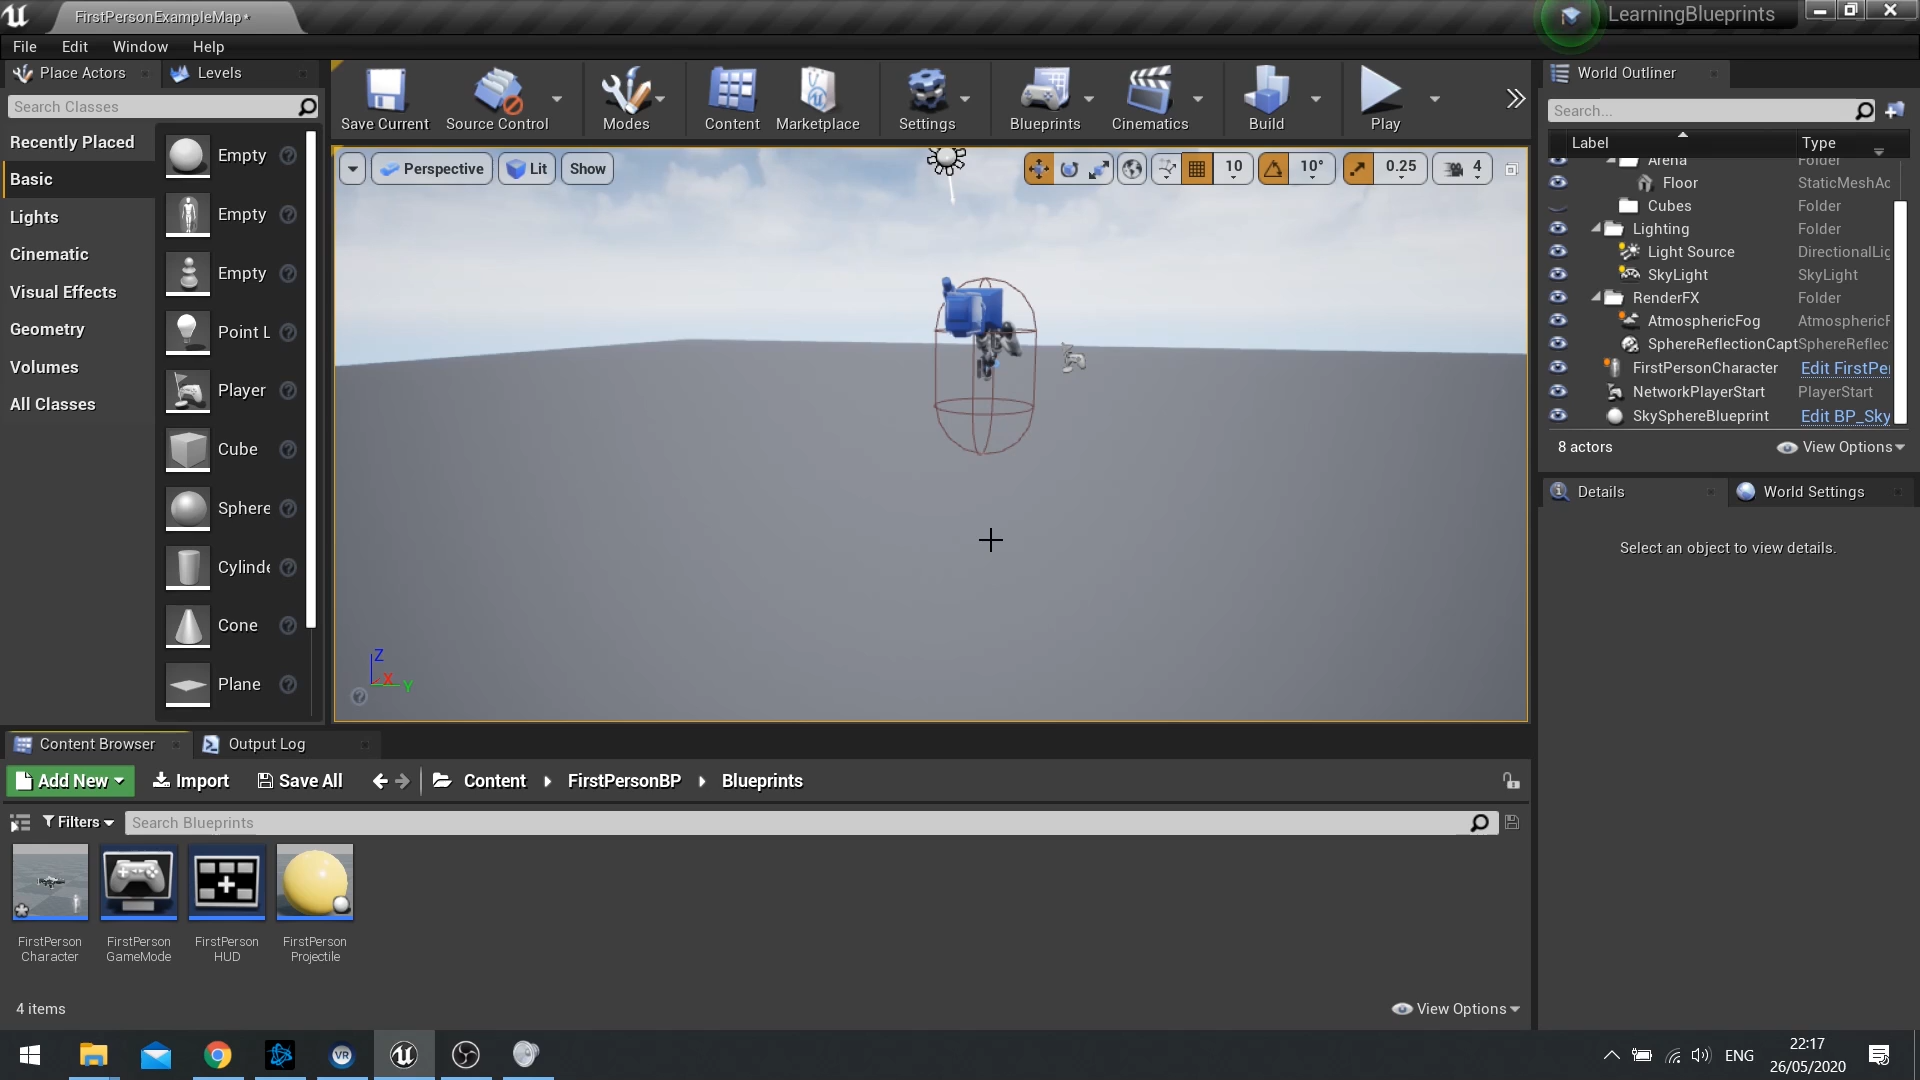 FirstPersonExampleMap*
LearningBlueprints
File Edit Window Help
Place Actors
Levels
Search Classes
Recently Placed
Basic
Lights
Cinematic
Visual Effects
Geometry
Volumes
All Classes
Empty
Empty
Empty
Point L
Player
Cube
Sphere
Cylinde
Cone
Plane
Save Current
Source Control
Modes
Content
Marketplace
Settings
Blueprints
Cinematics
Build
Play
Perspective
Lit
Show
10
10°
0.25
4
Z
X
Y
World Outliner
Search...
Label Type
Arena Folder
Floor StaticMeshAc
Cubes Folder
Lighting Folder
Light Source DirectionalLig
SkyLight SkyLight
RenderFX Folder
AtmosphericFog AtmosphericF
SphereReflectionCapt SphereReflec
FirstPersonCharacter Edit FirstPe
NetworkPlayerStart PlayerStart
SkySphereBlueprint Edit BP_Sky
8 actors
View Options
Details
World Settings
Select an object to view details.
Content Browser
Output Log
Add New
Import
Save All
Content
FirstPersonBP
Blueprints
Filters
Search Blueprints
FirstPerson
Character
FirstPerson
GameMode
FirstPerson
HUD
FirstPerson
Projectile
4 items
View Options
VR
ENG
22:17
26/05/2020